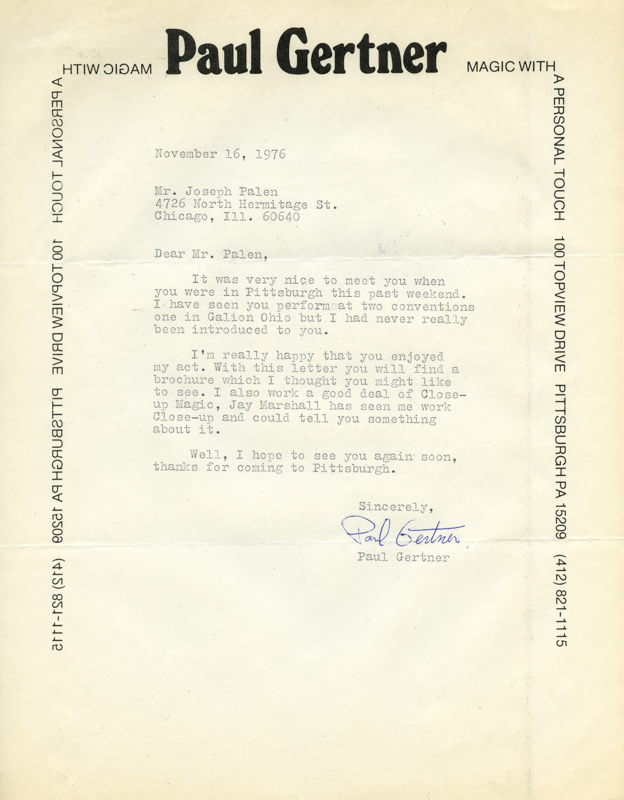 Paul Gertner
MAGIC WITH
MAGIC WITH
A PERSONAL TOUCH 100 TOPVIEW DRIVE PITTSBURGH PA 15209 (412) 821-1115
A PERSONAL TOUCH 100 TOPVIEW DRIVE PITTSBURGH PA 15209 (412) 821-1115
November 16, 1976
Mr. Joseph Palen
4726 North Hermitage St.
Chicago, Ill. 60640
Dear Mr. Palen,
It was very nice to meet you when
you were in Pittsburgh this past weekend.
I have seen you perform at two conventions
one in Galion Ohio but I had never really
been introduced to you.
I'm really happy that you enjoyed
my act. With this letter you will find a
brochure which I thought you might like
to see. I also work a good deal of Close-
up Magic, Jay Marshall has seen me work
Close-up and could tell you something
about it.
Well, I hope to see you again soon,
thanks for coming to Pittsburgh.
Sincerely,
Paul Gertner
Paul Gertner